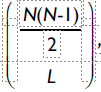 ( N(N-1)
2
L ) ,